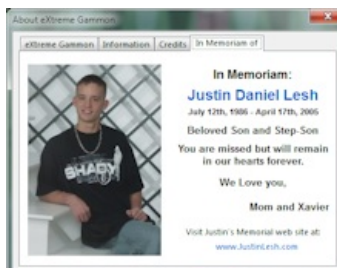 About eXtreme Gammon
eXtreme Gammon Information Credits In Memoriam of
In Memoriam:
Justin Daniel Lesh
July 12th, 1986 - April 17th, 2005
Beloved Son and Step-Son
You are missed but will remain
in our hearts forever.
We Love you,
Mom and Xavier
Visit Justin's Memorial web site at:
www.JustinLesh.com
SHADY